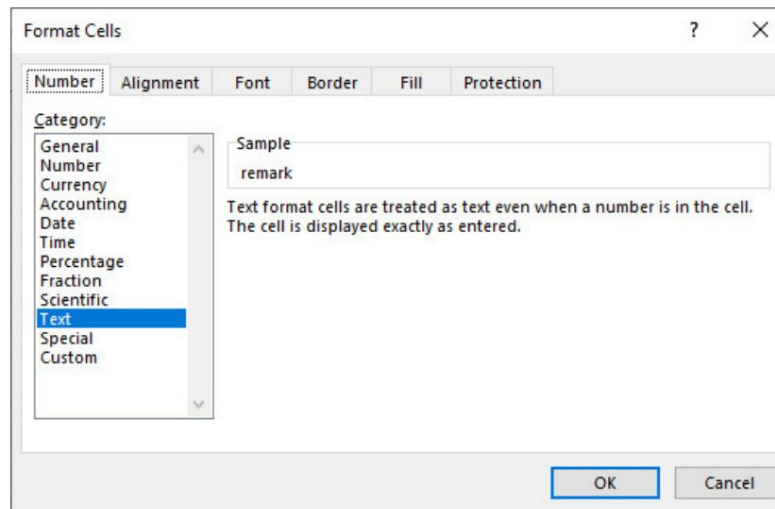 Format Cells
Number Alignment Font Border Fill Protection
Category:
General
Number
Currency
Accounting
Date
Time
Percentage
Fraction
Scientific
Text
Special
Custom
Sample
remark
Text format cells are treated as text even when a number is in the cell.
The cell is displayed exactly as entered.
OK Cancel